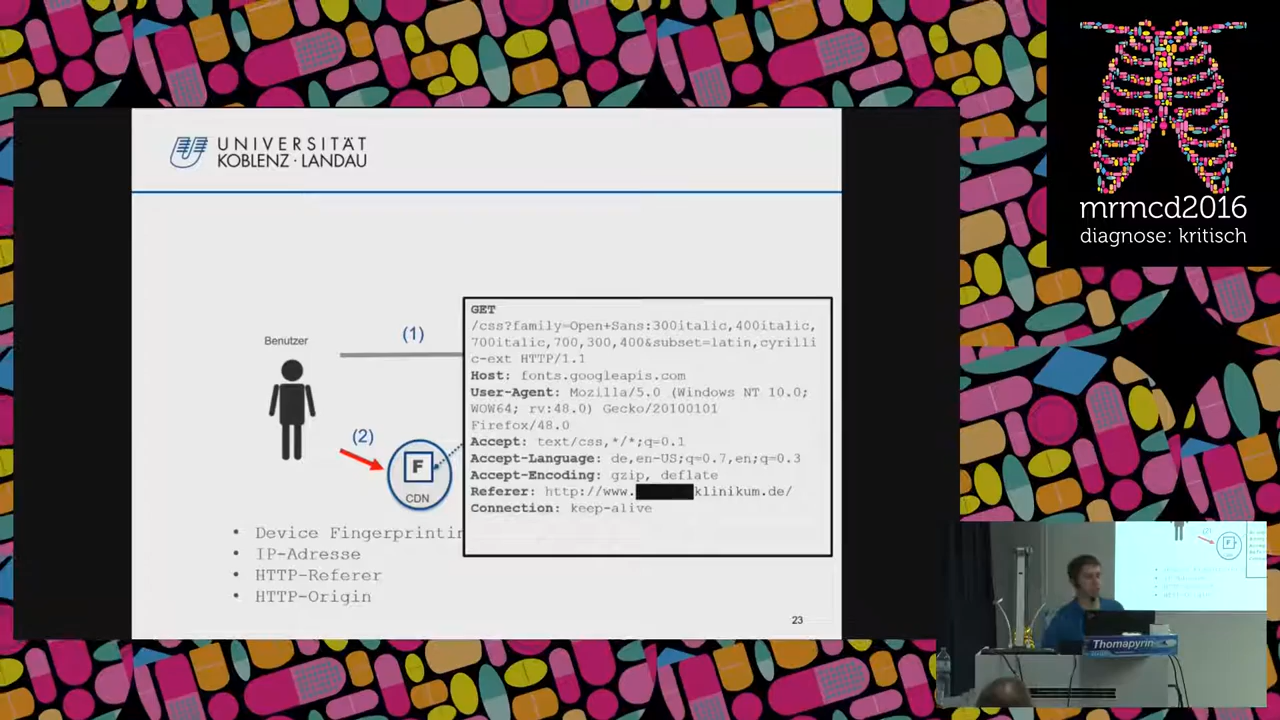 UNIVERSITÄT
KOBLENZ · LANDAU
mrmcd2016
diagnose: kritisch
Benutzer
(1)
(2)
F
CDN
GET
/css?family=Open+Sans:300italic,400italic,
700italic,700,300,400&subset=latin,cyrilli
c-ext HTTP/1.1
Host: fonts.googleapis.com
User-Agent: Mozilla/5.0 (Windows NT 10.0;
WOW64; rv:48.0) Gecko/20100101
Firefox/48.0
Accept: text/css,*/*;q=0.1
Accept-Language: de,en-US;q=0.7,en;q=0.3
Accept-Encoding: gzip, deflate
Referer: http://www. klinikum.de/
Connection: keep-alive
• Device Fingerprintin
• IP-Adresse
• HTTP-Referer
• HTTP-Origin
23
(2)
F
Thomapyrin